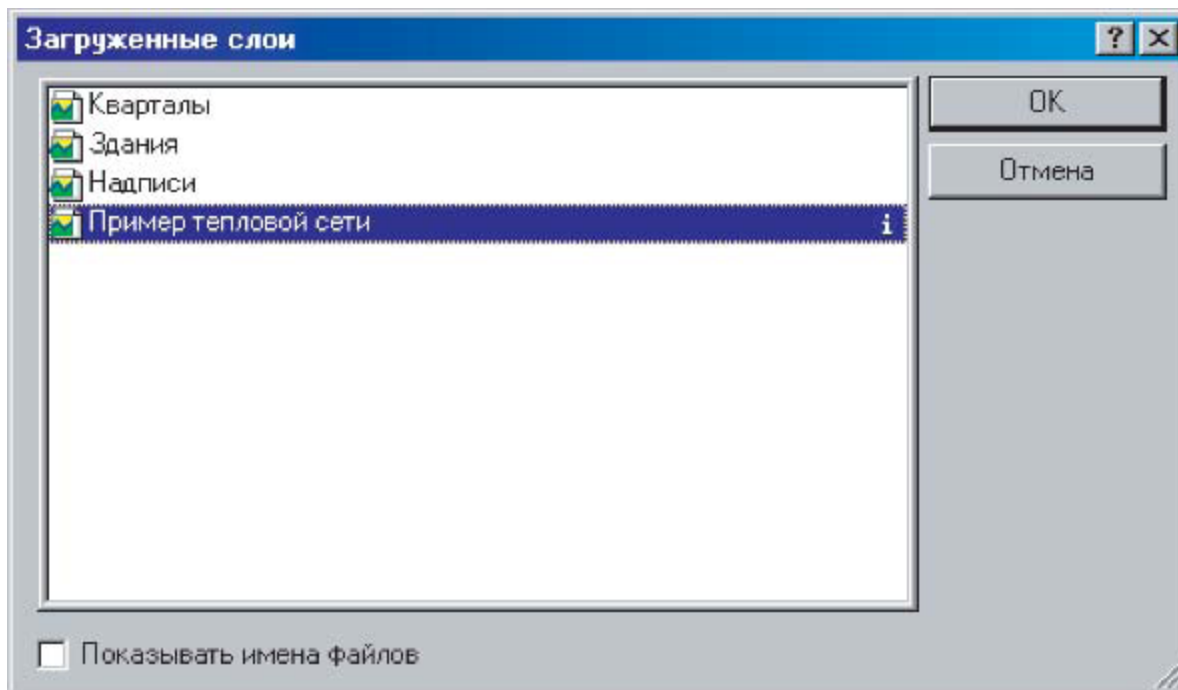 Загруженные слои
Кварталы
Здания
Надписи
Пример тепловой сети i
OK
Отмена
Показывать имена файлов